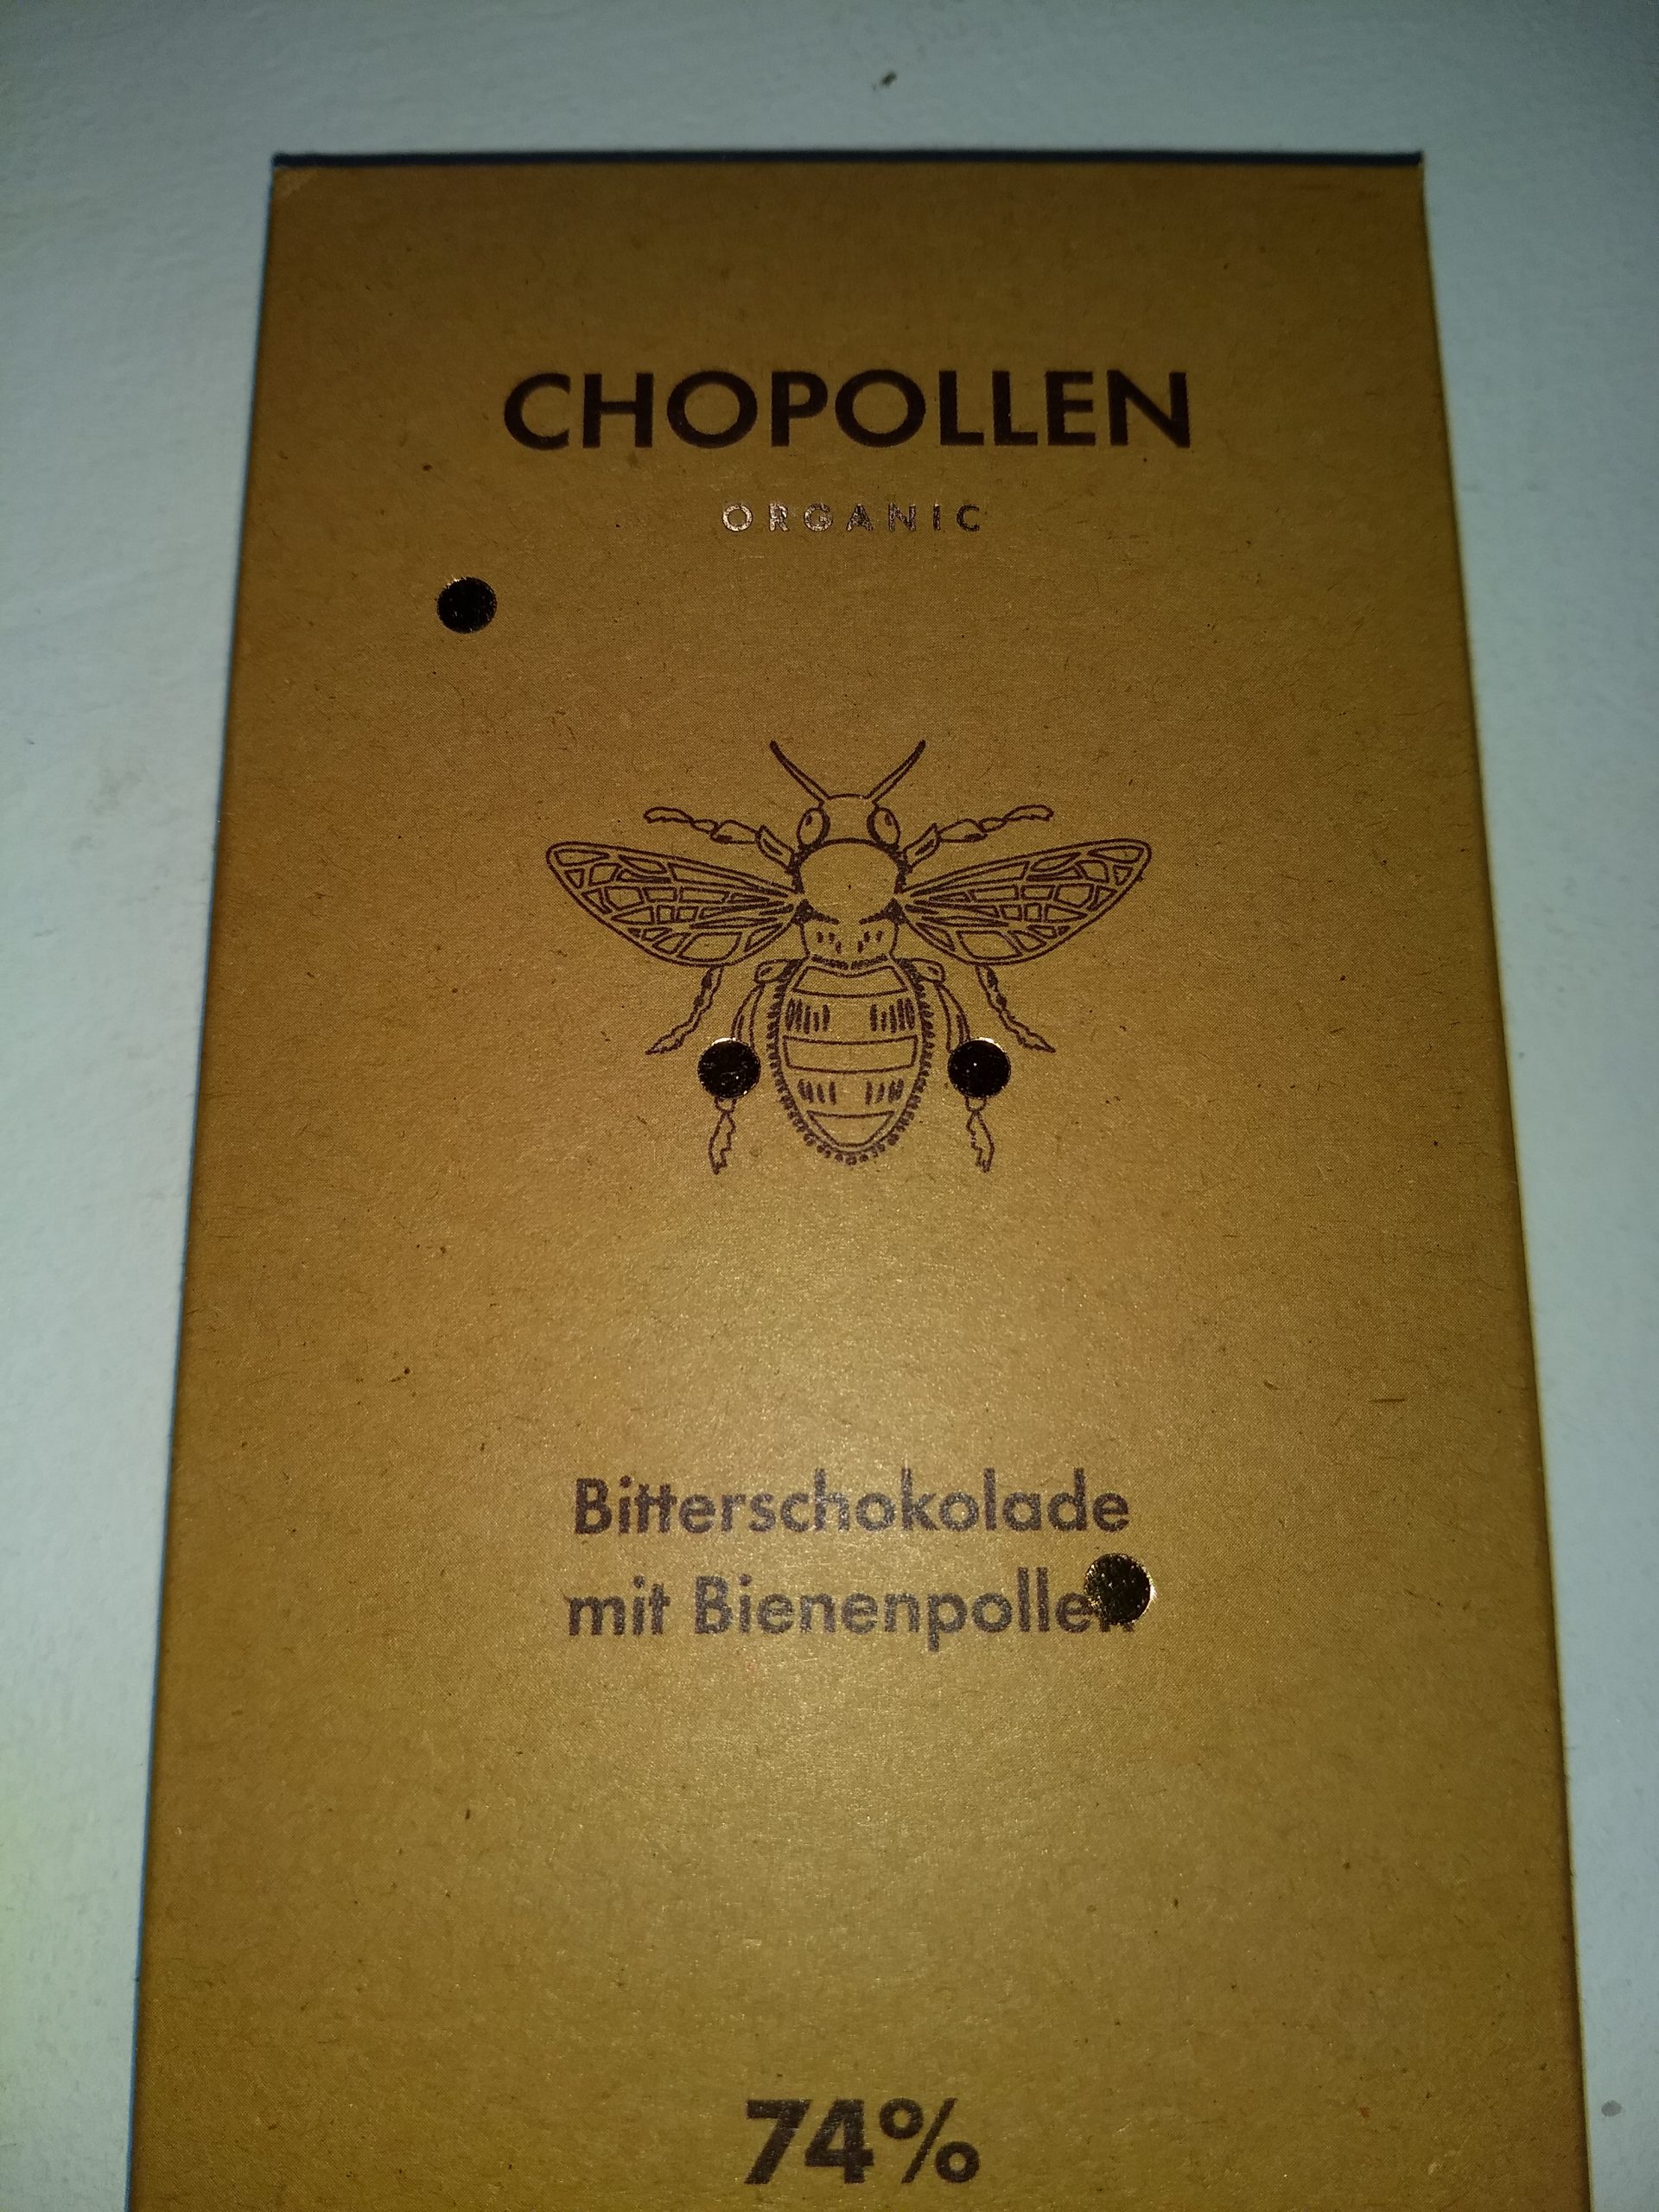 CHOPOLLEN
ORGANIC
Bitterschokolade
mit Bienenpollen
74%